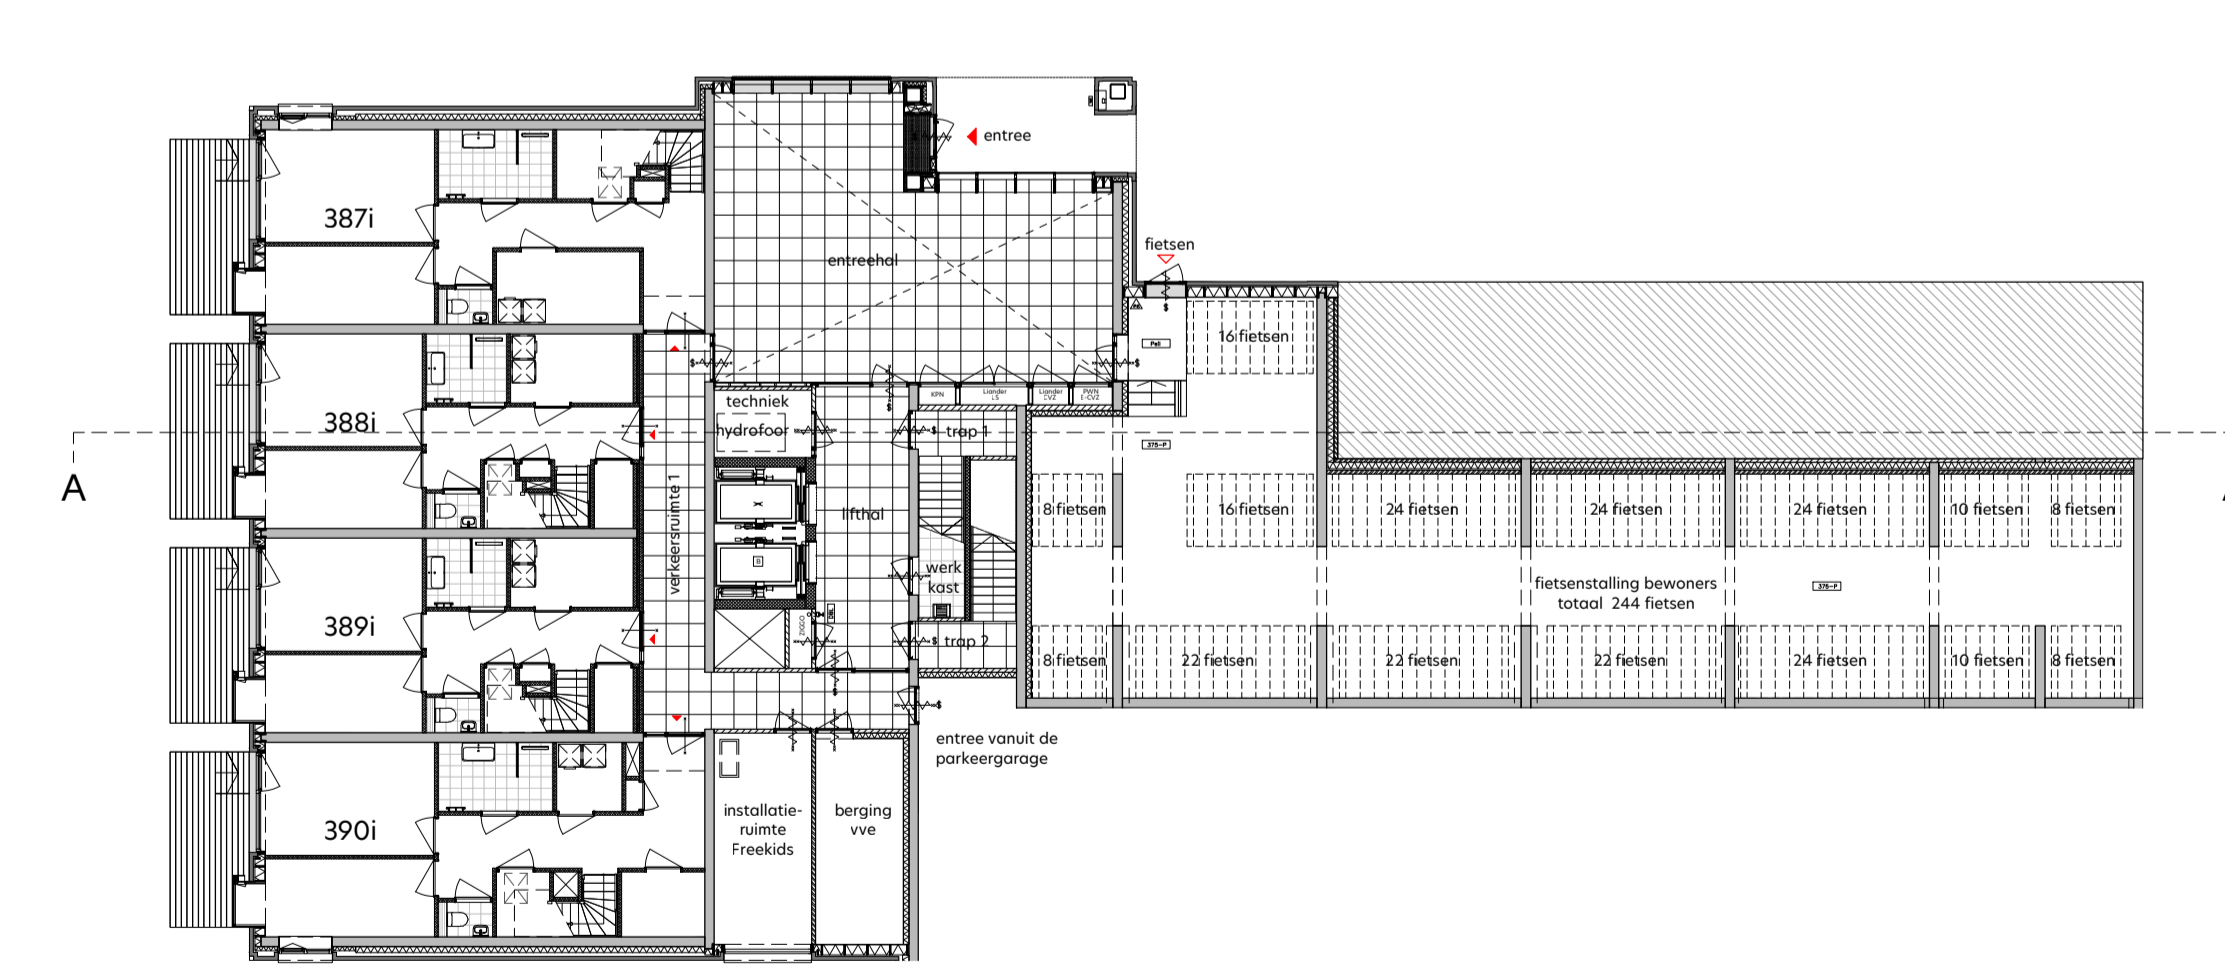 entree
387i
entreehal
fietsen
16 fietsen
techniek
hydrofoor
KPN
Liander
LS
Liander
CVZ
PWN
E-CVZ
388i
trap 1
375-P
A
verkeersruimte 1
lifthal
8 fietsen
16 fietsen
24 fietsen
24 fietsen
24 fietsen
10 fietsen
8 fietsen
B
werk
kast
fietsenstalling bewoners
totaal 244 fietsen
376-P
389i
ZIGGO
trap 2
8 fietsen
22 fietsen
22 fietsen
22 fietsen
24 fietsen
10 fietsen
8 fietsen
entree vanuit de
parkeergarage
390i
installatie-
ruimte
Freekids
berging
vve